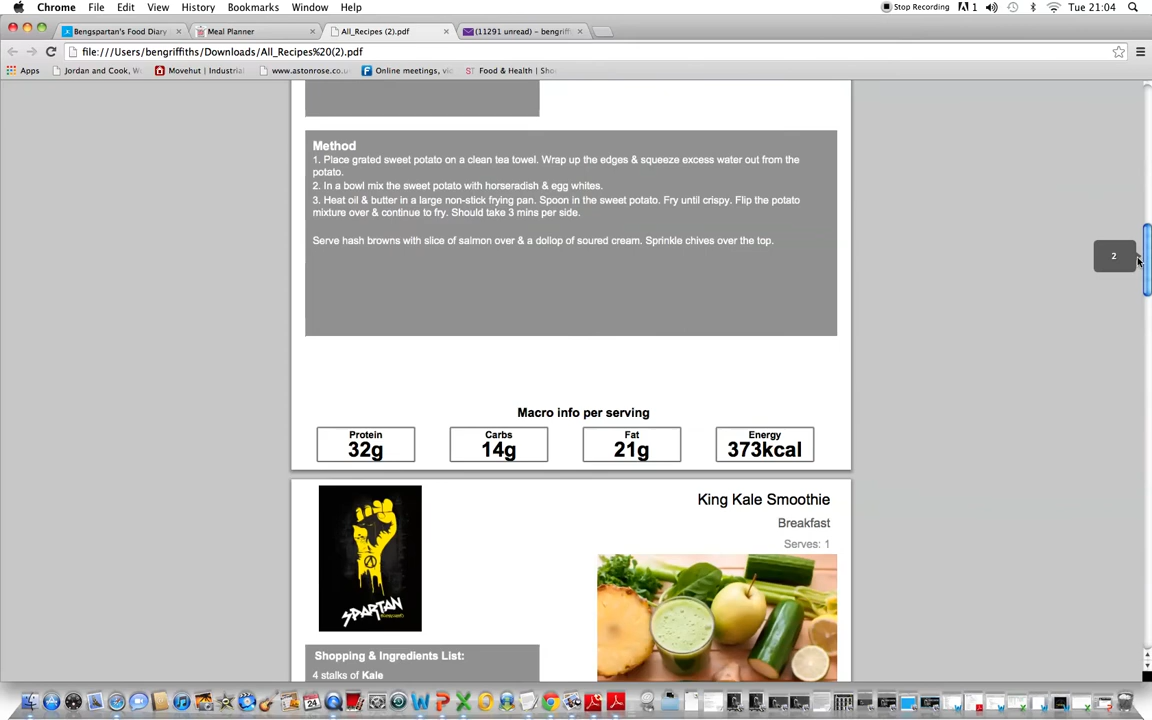 Chrome File Edit View History Bookmarks Window Help Stop Recording 1 Tue 21:04
Bengspartan's Food Diary Meal Planner All_Recipes (2).pdf (11291 unread) – bengriff
file:///Users/bengriffiths/Downloads/All_Recipes%20(2).pdf
Apps Jordan and Cook, W Movehut | Industrial www.astonrose.co.u Online meetings, vi ST Food & Health | Sho
Method
1. Place grated sweet potato on a clean tea towel. Wrap up the edges & squeeze excess water out from the
potato.
2. In a bowl mix the sweet potato with horseradish & egg whites.
3. Heat oil & butter in a large non-stick frying pan. Spoon in the sweet potato. Fry until crispy. Flip the potato
mixture over & continue to fry. Should take 3 mins per side.
Serve hash browns with slice of salmon over & a dollop of soured cream. Sprinkle chives over the top.
2
Macro info per serving
Protein Carbs Fat Energy
32g 14g 21g 373kcal
King Kale Smoothie
Breakfast
Serves: 1
SPARTAN
Shopping & Ingredients List:
4 stalks of Kale